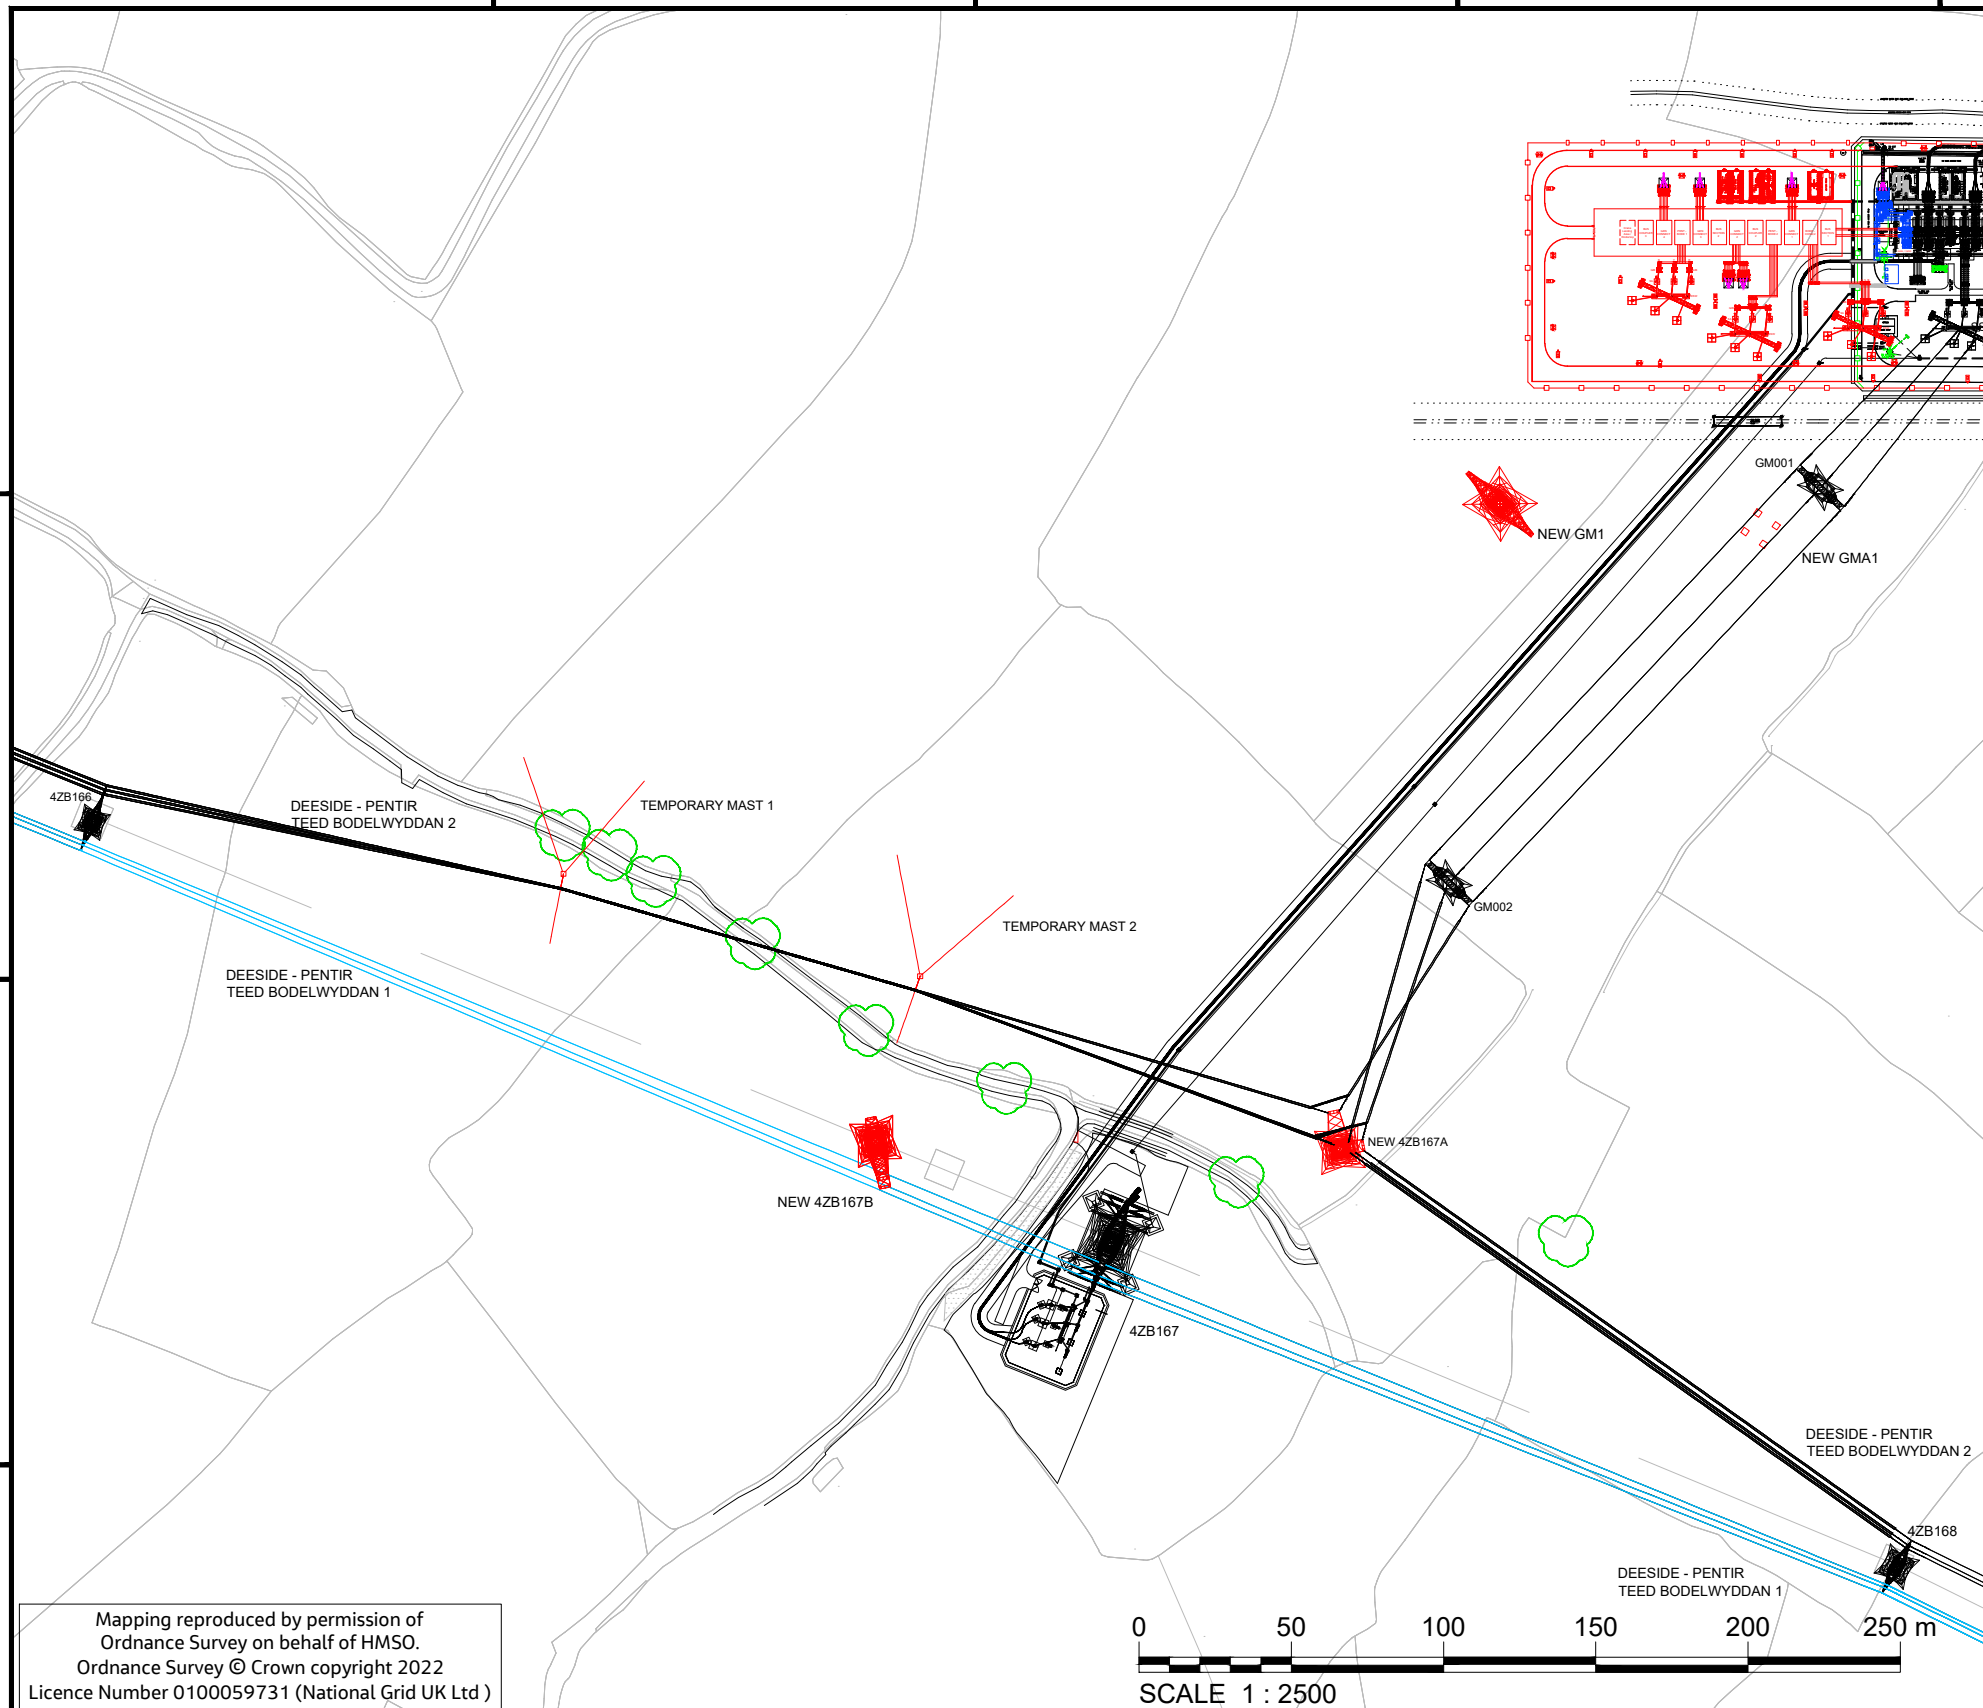 GM001
NEW GM1
NEW GMA1
4ZB166
DEESIDE - PENTIR
TEED BODELWYDDAN 2
TEMPORARY MAST 1
GM002
TEMPORARY MAST 2
DEESIDE - PENTIR
TEED BODELWYDDAN 1
NEW 4ZB167A
NEW 4ZB167B
4ZB167
DEESIDE - PENTIR
TEED BODELWYDDAN 2
4ZB168
DEESIDE - PENTIR
TEED BODELWYDDAN 1
Mapping reproduced by permission of
Ordnance Survey on behalf of HMSO.
Ordnance Survey © Crown copyright 2022
Licence Number 0100059731 (National Grid UK Ltd )
0 50 100 150 200 250 m
SCALE 1 : 2500